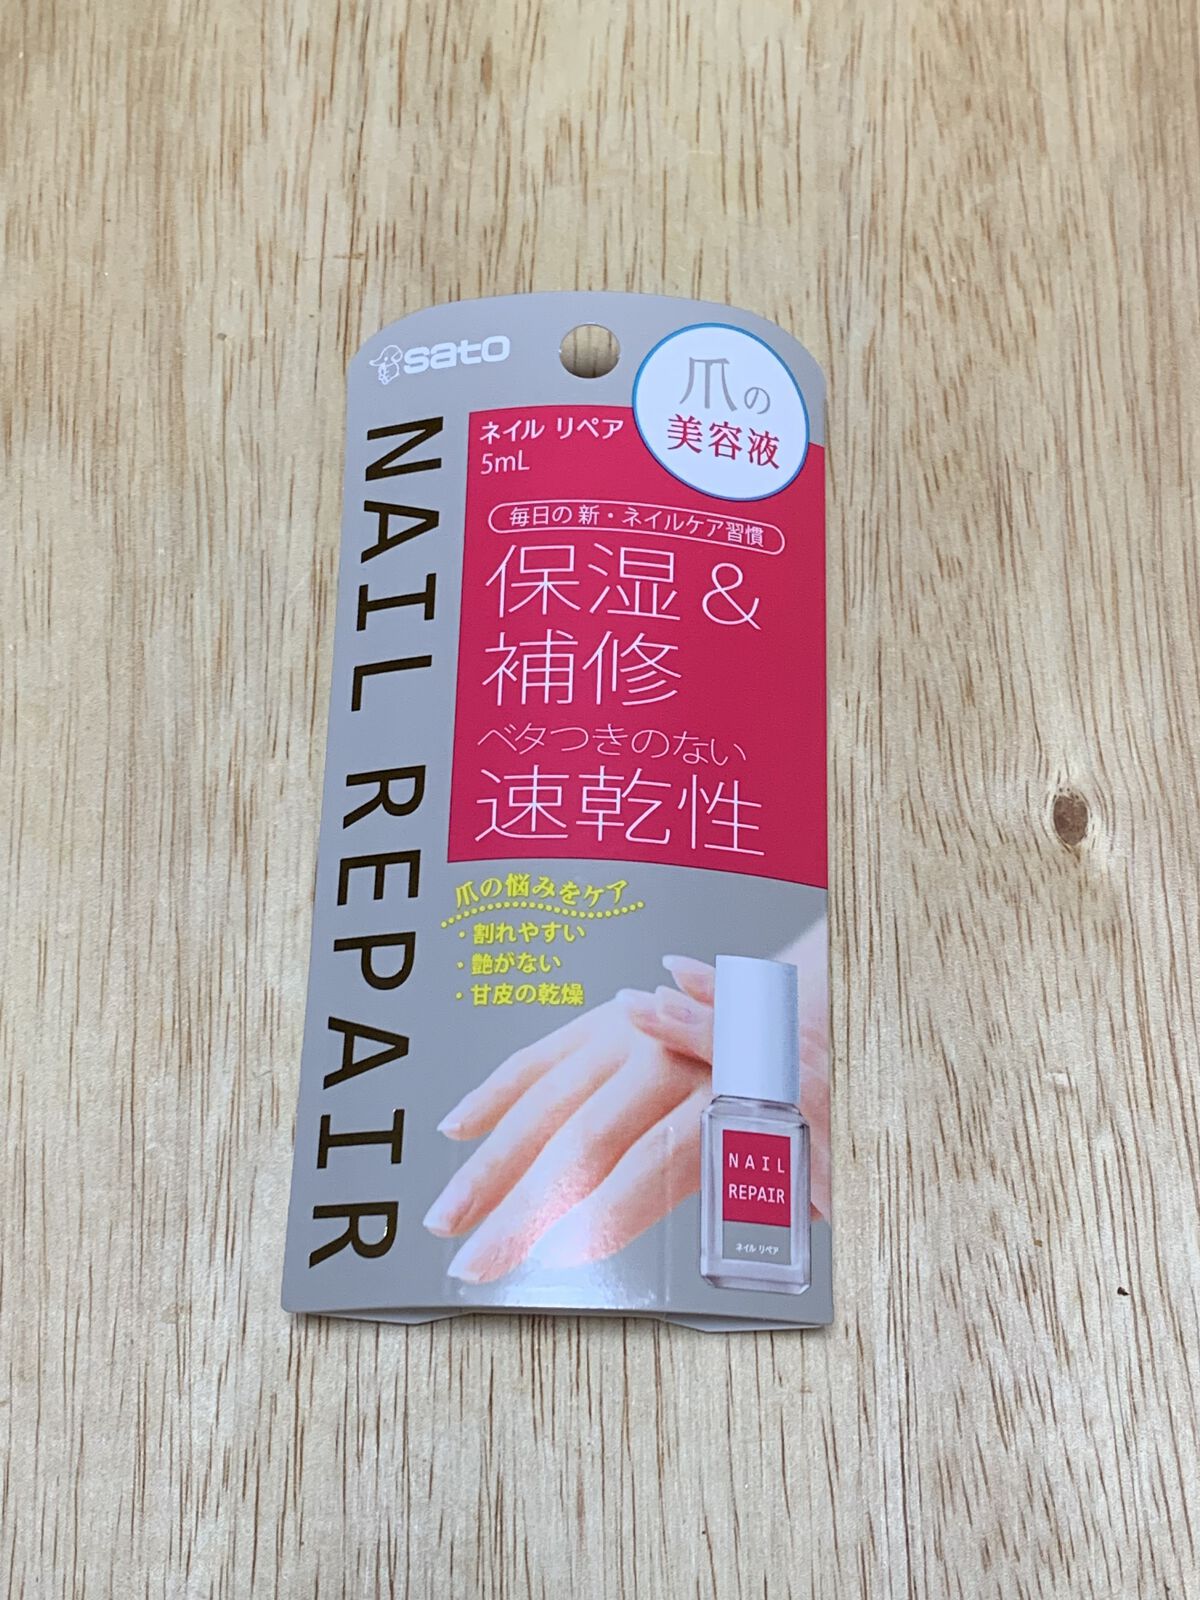 sato
爪の
美容液
NAIL REPAIR
ネイル リペア
5mL
毎日の 新・ネイルケア習慣
保湿&
補修
ベタつきのない
速乾性
爪の悩みをケア
・割れやすい
・艶がない
・甘皮の乾燥
NAIL
REPAIR
ネイル リペア